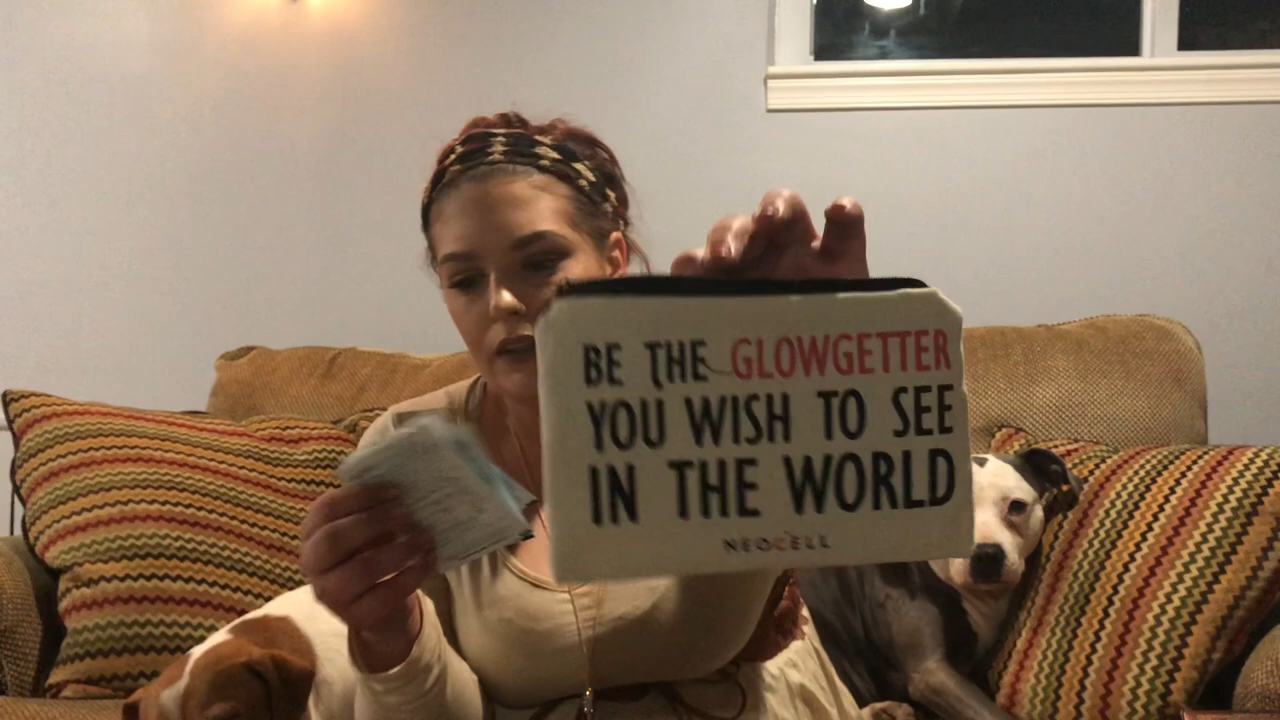 BE THE GLOWGETTER
YOU WISH TO SEE
IN THE WORLD
NEOCELL